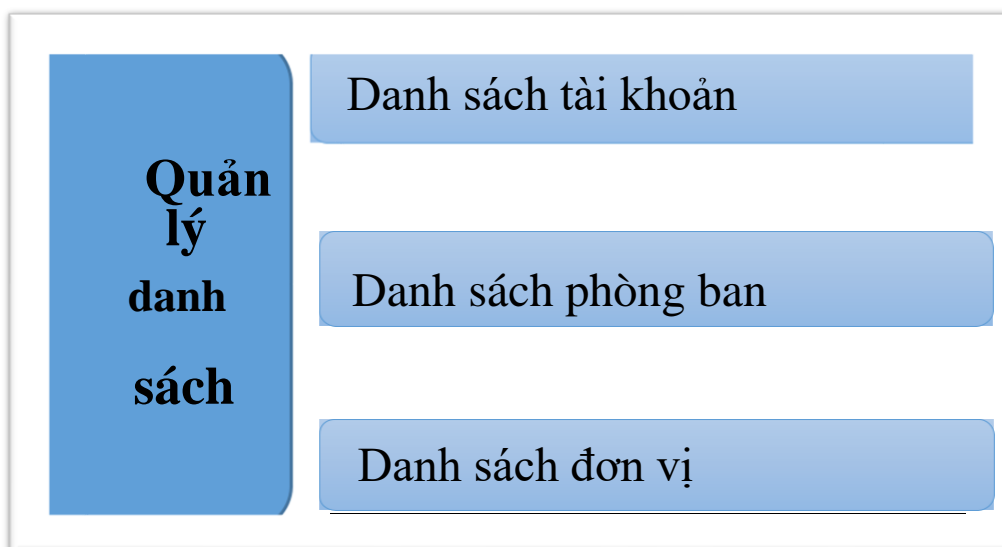 Quản
lý
danh
sách
Danh sách tài khoản
Danh sách phòng ban
Danh sách đơn vị